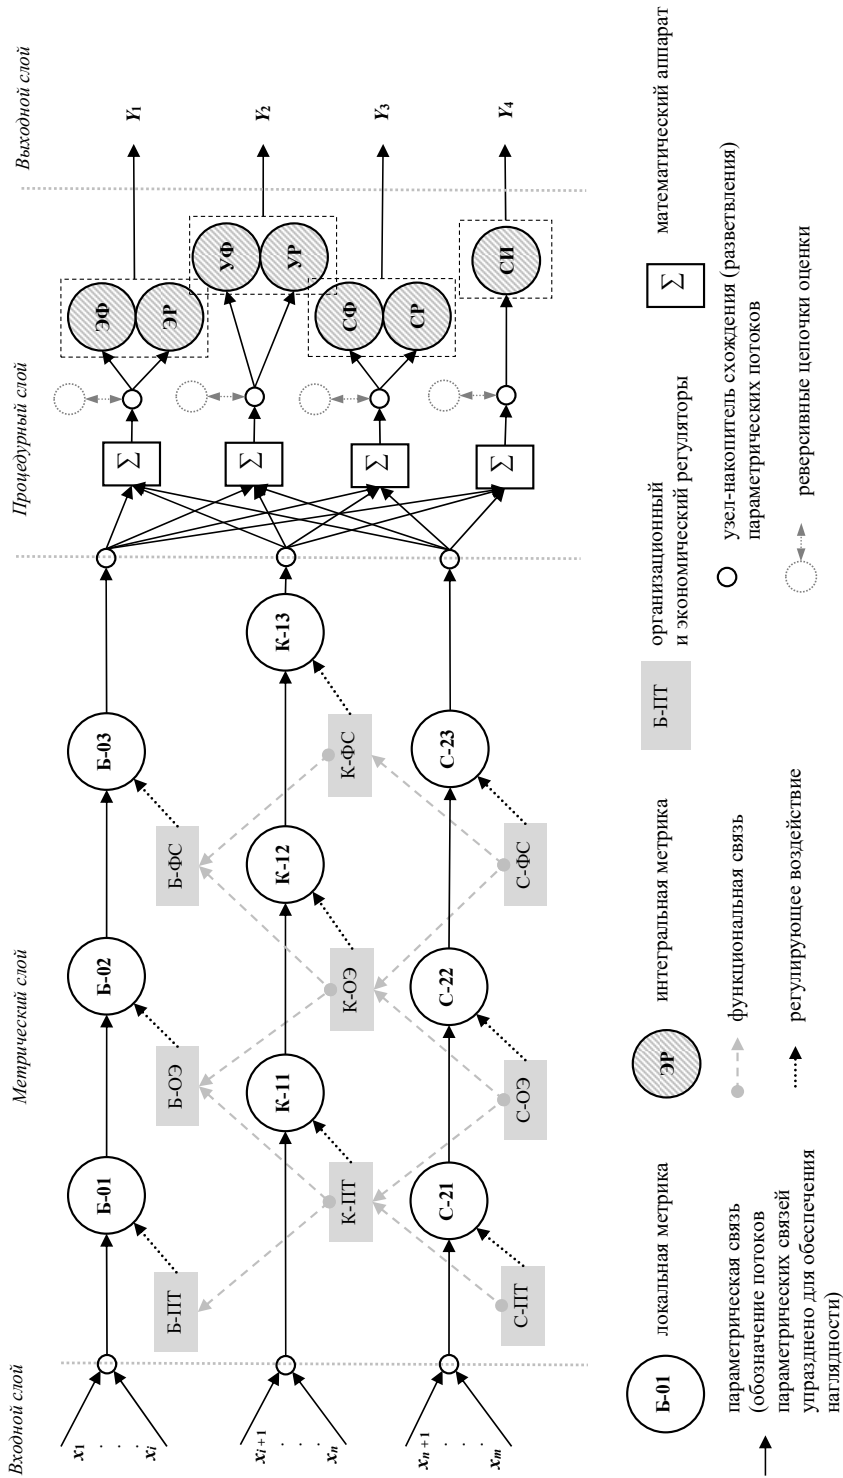 Входной слой
Метрический слой
Процедурный слой
Выходной слой
x1
.
.
.
xi
Б-01
Б-02
Б-03
Б-ПТ
Б-ОЭ
Б-ФС
xi+1
.
.
.
xn
К-11
К-12
К-13
К-ПТ
К-ОЭ
К-ФС
xn+1
.
.
.
xm
С-21
С-22
С-23
С-ПТ
С-ОЭ
С-ФС
Σ
Σ
Σ
Σ
ЭФ
ЭР
УФ
УР
СФ
СР
СИ
Y1
Y2
Y3
Y4
Б-01
локальная метрика
ЭР
интегральная метрика
Б-ПТ
организационный
и экономический регуляторы
Σ
математический аппарат
параметрическая связь
(обозначение потоков
параметрических связей
упразднено для обеспечения
наглядности)
функциональная связь
регулирующее воздействие
узел-накопитель схождения (разветвления)
параметрических потоков
реверсивные цепочки оценки